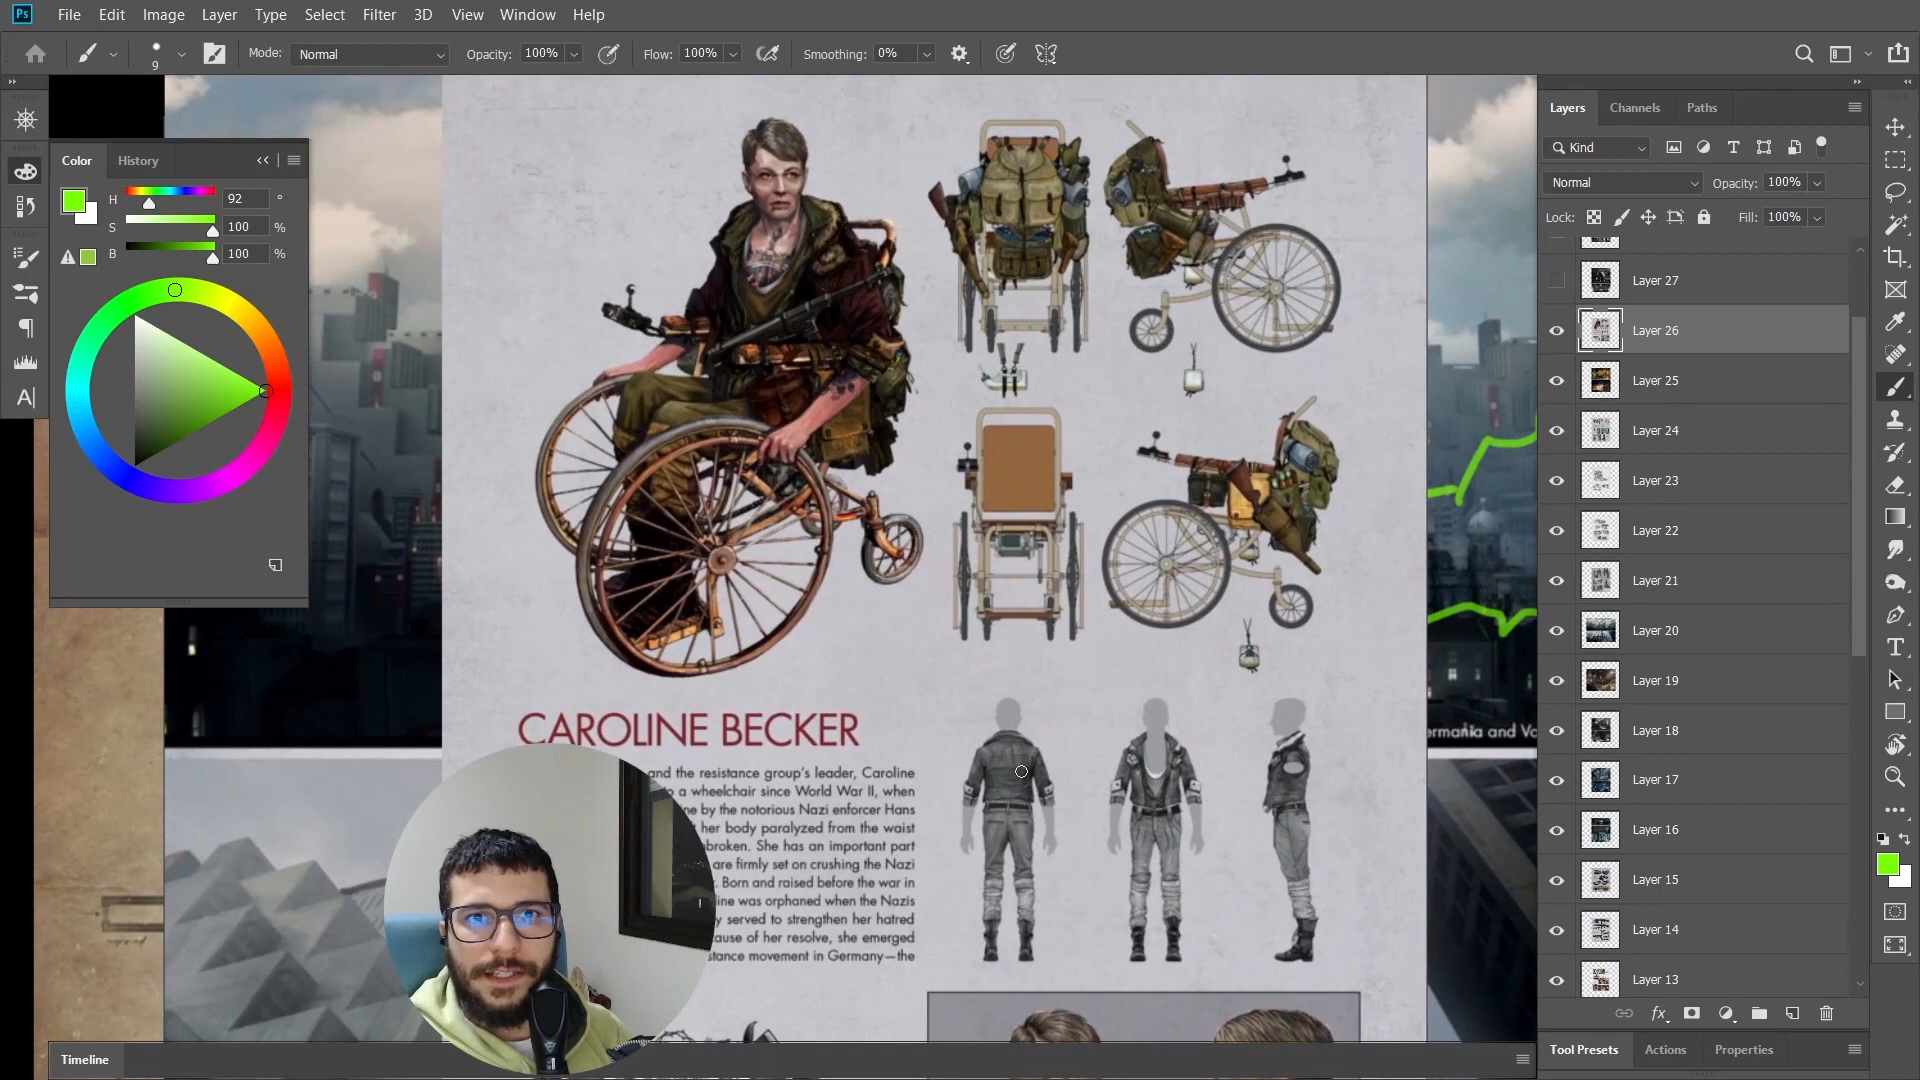 Ps File Edit Image Layer Type Select Filter 3D View Window Help
9 Mode: Normal Opacity: 100% Flow: 100% Smoothing: 0%
Color History
H 92 °
S 100 %
B 100 %
A
CAROLINE BECKER
and the resistance group's leader, Caroline
to a wheelchair since World War II, when
by the notorious Nazi enforcer Hans
her body paralyzed from the waist
She has an important part
are firmly set on crushing the Nazi
Born and raised before the war in
was orphaned when the Nazis
served to strengthen her hatred
of her resolve, she emerged
movement in Germany—the
and
Layers Channels Paths
Kind
Normal Opacity: 100%
Lock: Fill: 100%
Layer 27
Layer 26
Layer 25
Layer 24
Layer 23
Layer 22
Layer 21
Layer 20
Layer 19
Layer 18
Layer 17
Layer 16
Layer 15
Layer 14
Layer 13
fx
Timeline
Tool Presets Actions Properties